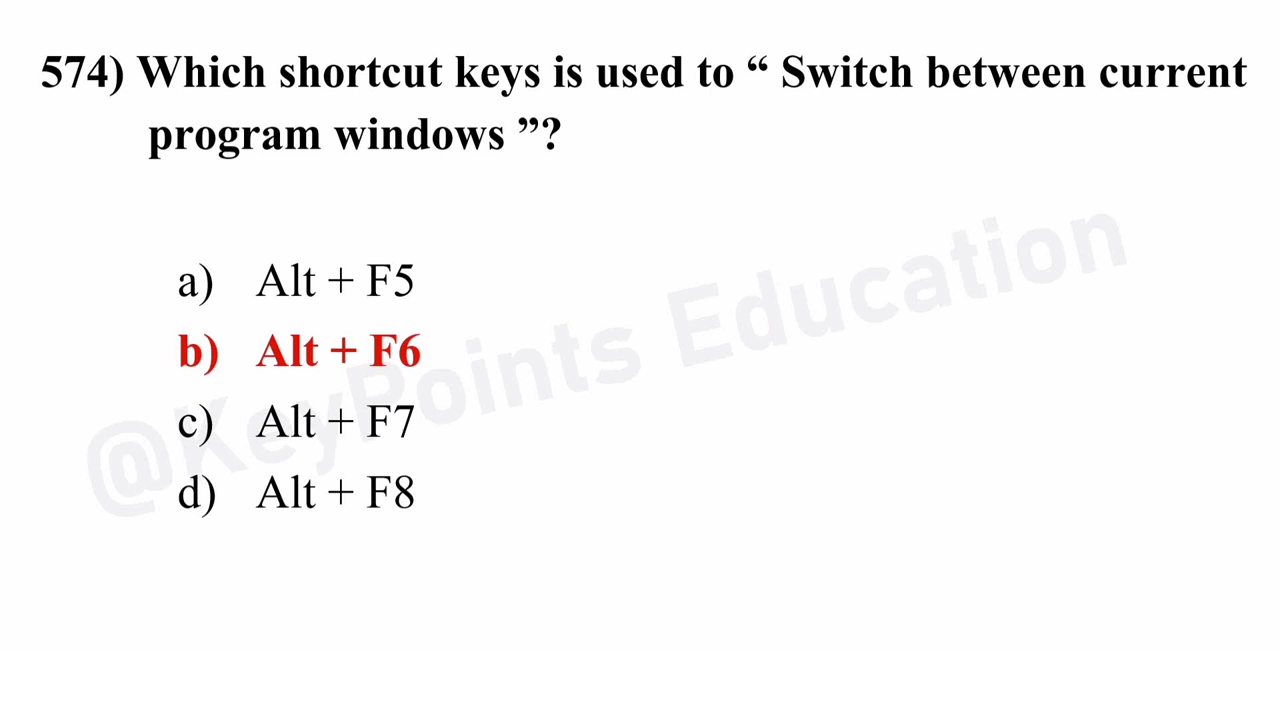 574) Which shortcut keys is used to “ Switch between current
program windows ”?
a) Alt + F5
b) Alt + F6
c) Alt + F7
d) Alt + F8
@KeyPoints Education